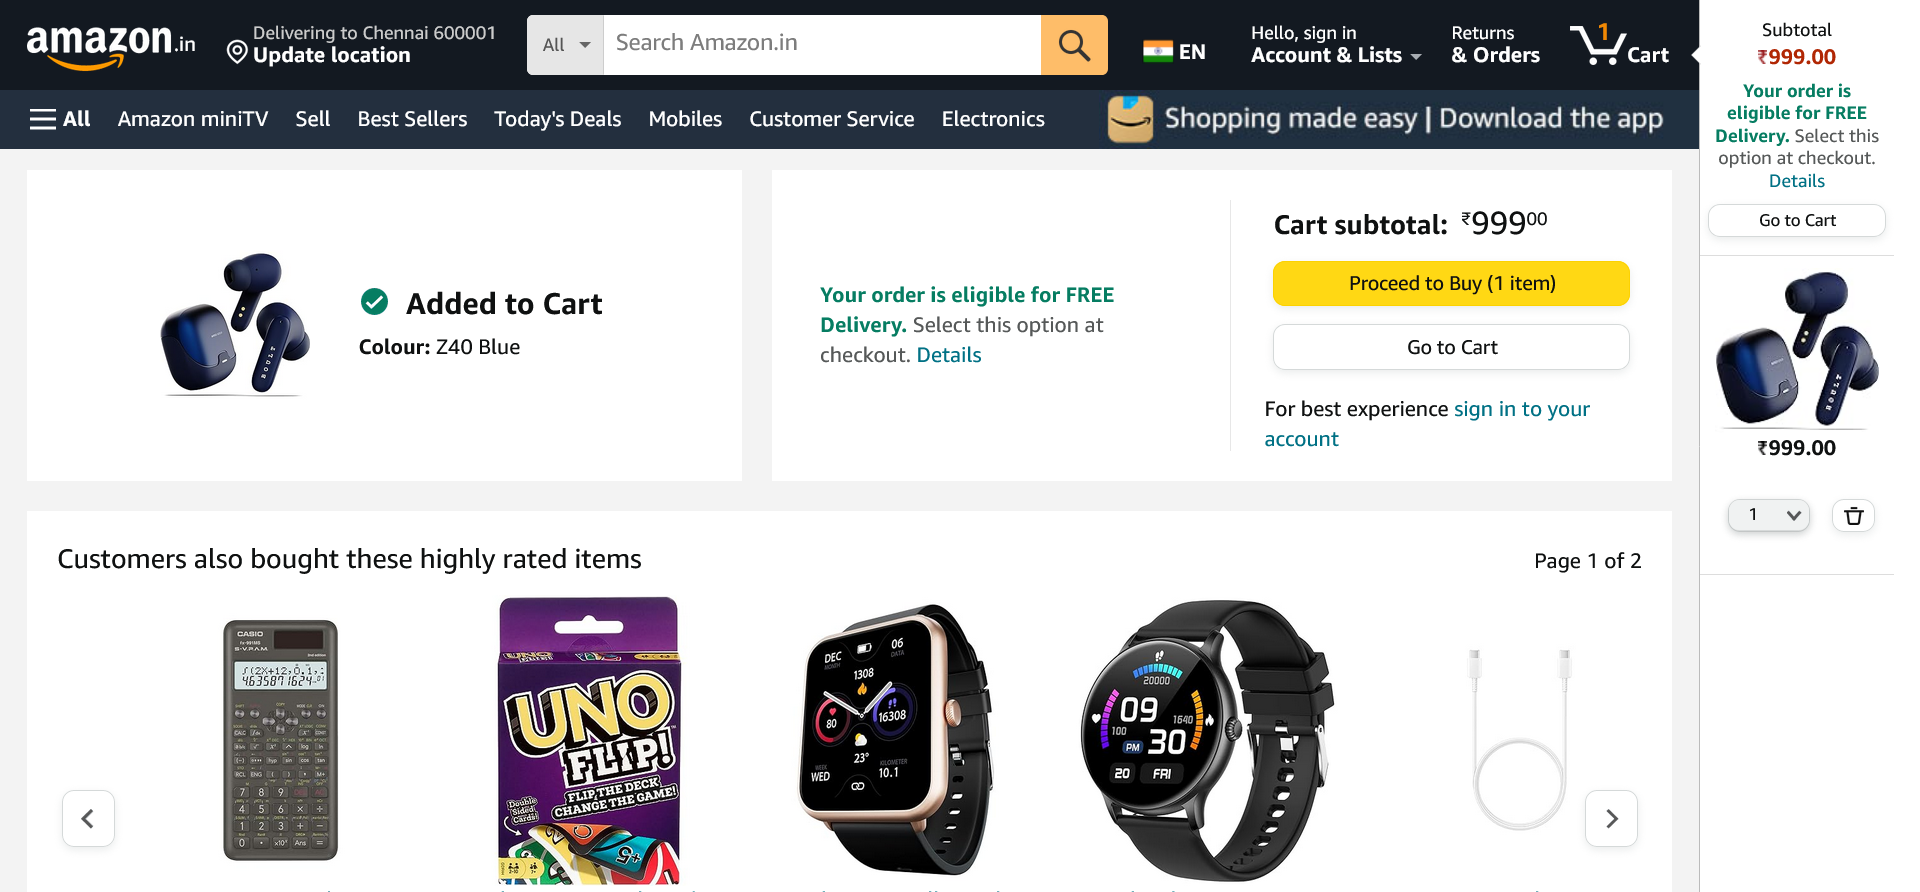 amazon.in
Delivering to Chennai 600001
Update location
All
Search Amazon.in
EN
Hello, sign in
Account & Lists
Returns
& Orders
1
Cart
All
Amazon miniTV
Sell
Best Sellers
Today's Deals
Mobiles
Customer Service
Electronics
Shopping made easy | Download the app
Added to Cart
Colour: Z40 Blue
Your order is eligible for FREE
Delivery. Select this option at
checkout. Details
Cart subtotal: ₹99900
Proceed to Buy (1 item)
Go to Cart
For best experience sign in to your
account
Subtotal
₹999.00
Your order is
eligible for FREE
Delivery. Select this
option at checkout.
Details
Go to Cart
BOULT
₹999.00
1
Customers also bought these highly rated items
Page 1 of 2
CASIO
fx-991MS
S-V.P.A.M.
UNO
FLIP!
FLIP THE DECK
CHANGE THE GAME!
Double
Sided
Cards!
DEC
06
1308
80
16308
23°
WED
10.1
20000
09
1640
100
PM
30
20
FRI